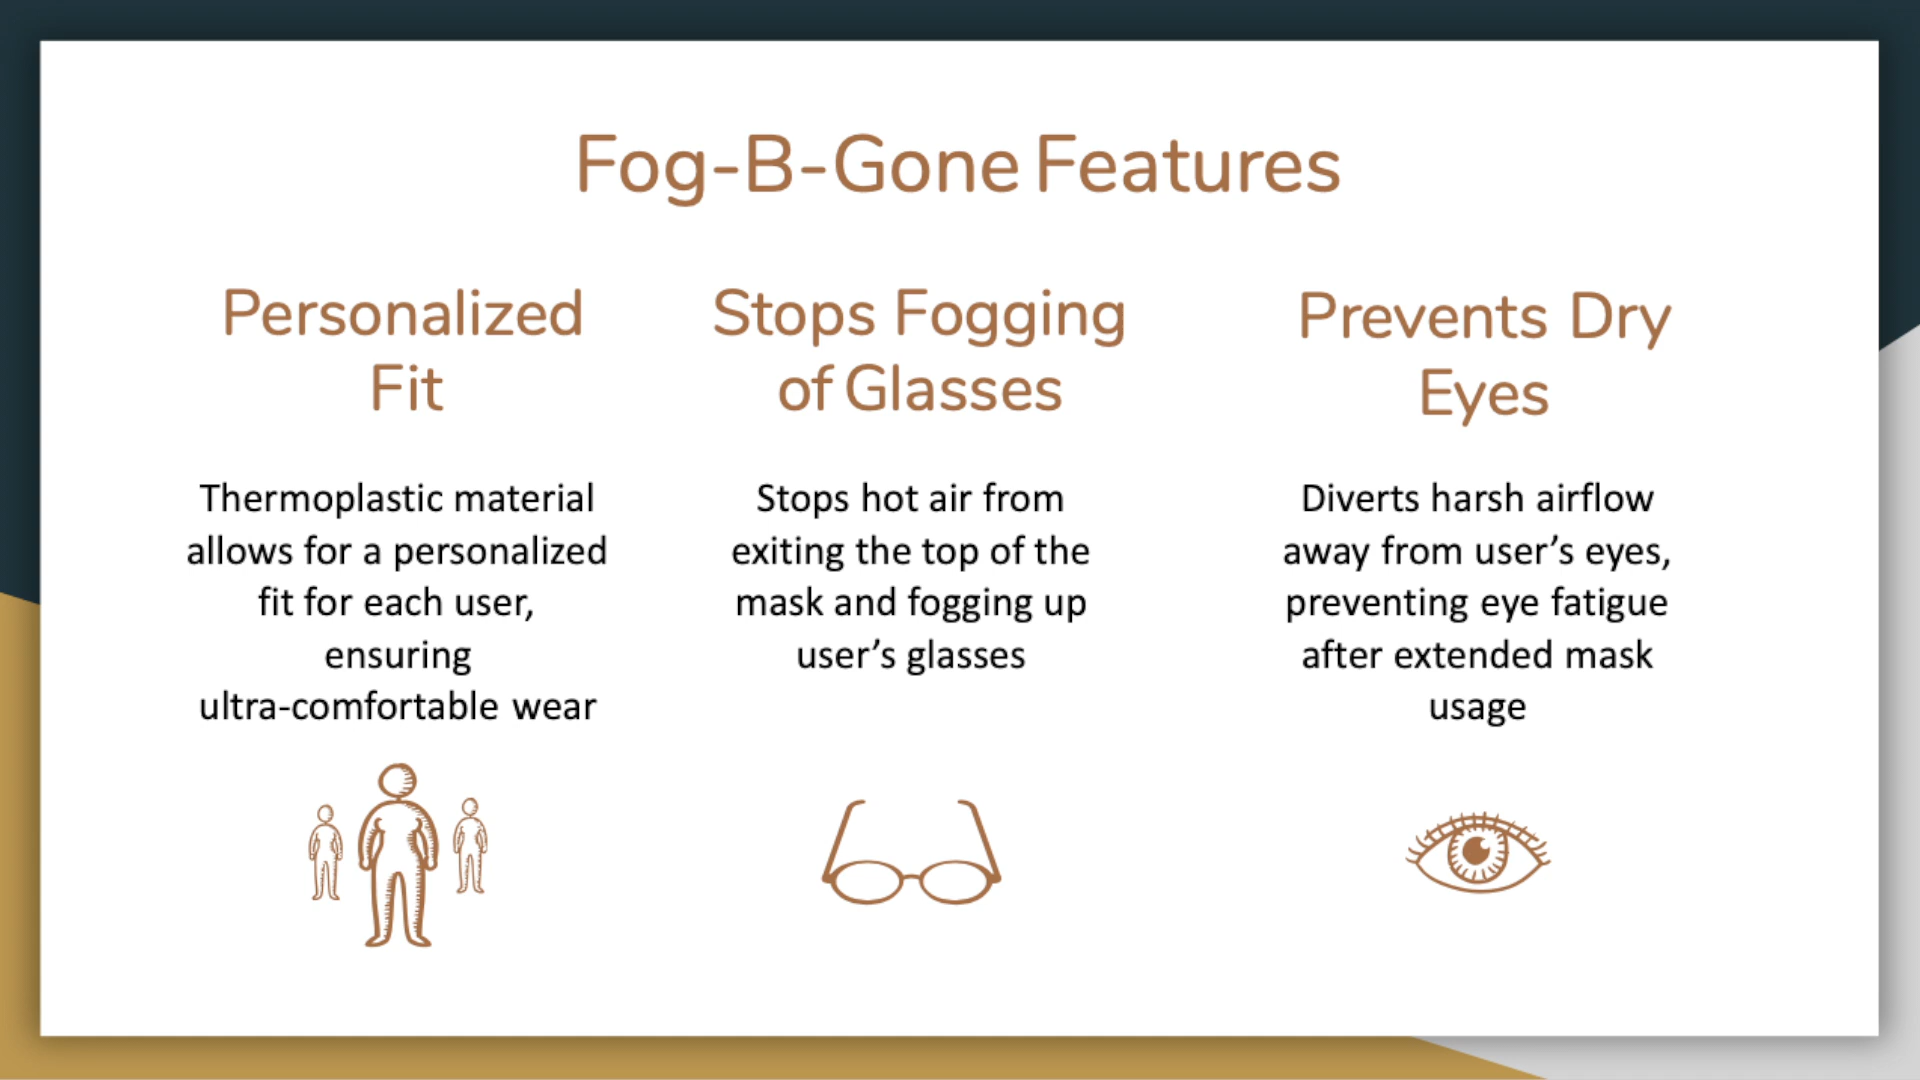 Fog-B-Gone Features
Personalized
Fit
Thermoplastic material
allows for a personalized
fit for each user,
ensuring
ultra-comfortable wear
Stops Fogging
of Glasses
Stops hot air from
exiting the top of the
mask and fogging up
user’s glasses
Prevents Dry
Eyes
Diverts harsh airflow
away from user’s eyes,
preventing eye fatigue
after extended mask
usage